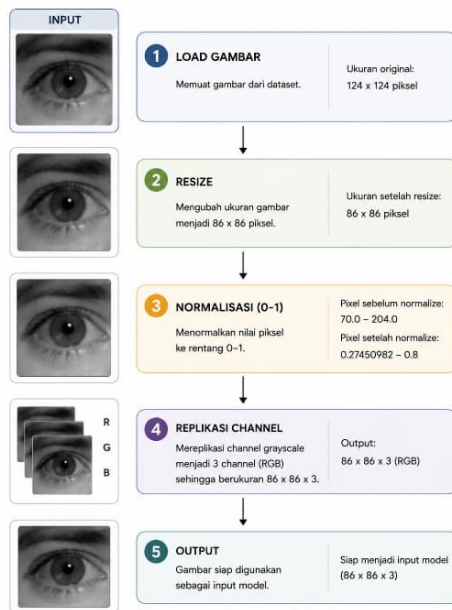 INPUT
1 LOAD GAMBAR
Memuat gambar dari dataset.
Ukuran original:
124 x 124 piksel
2 RESIZE
Mengubah ukuran gambar
menjadi 86 x 86 piksel.
Ukuran setelah resize:
86 x 86 piksel
3 NORMALISASI (0-1)
Menormalkan nilai piksel
ke rentang 0–1.
Pixel sebelum normalize:
70.0 – 204.0
Pixel setelah normalize:
0.27450982 – 0.8
R
G
B
4 REPLIKASI CHANNEL
Mereplikasi channel grayscale
menjadi 3 channel (RGB)
sehingga berukuran 86 x 86 x 3.
Output:
86 x 86 x 3 (RGB)
5 OUTPUT
Gambar siap digunakan
sebagai input model.
Siap menjadi input model
(86 x 86 x 3)